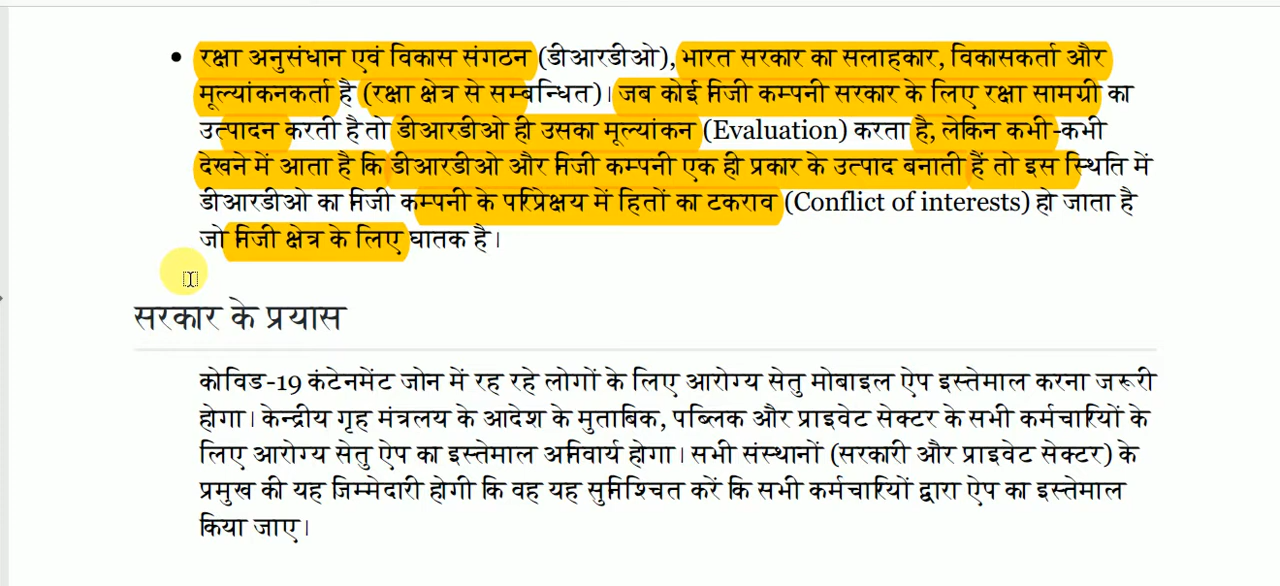 • रक्षा अनुसंधान एवं विकास संगठन (डीआरडीओ), भारत सरकार का सलाहकार, विकासकर्ता और
मूल्यांकनकर्ता है (रक्षा क्षेत्र से सम्बन्धित)। जब कोई निजी कम्पनी सरकार के लिए रक्षा सामग्री का
उत्पादन करती है तो डीआरडीओ ही उसका मूल्यांकन (Evaluation) करता है, लेकिन कभी-कभी
देखने में आता है कि डीआरडीओ और निजी कम्पनी एक ही प्रकार के उत्पाद बनाती हैं तो इस स्थिति में
डीआरडीओ का निजी कम्पनी के परिप्रेक्षय में हितों का टकराव (Conflict of interests) हो जाता है
जो निजी क्षेत्र के लिए घातक है।
सरकार के प्रयास
कोविड-19 कंटेनमेंट जोन में रह रहे लोगों के लिए आरोग्य सेतु मोबाइल ऐप इस्तेमाल करना जरूरी
होगा। केन्द्रीय गृह मंत्रलय के आदेश के मुताबिक, पब्लिक और प्राइवेट सेक्टर के सभी कर्मचारियों के
लिए आरोग्य सेतु ऐप का इस्तेमाल अनिवार्य होगा। सभी संस्थानों (सरकारी और प्राइवेट सेक्टर) के
प्रमुख की यह जिम्मेदारी होगी कि वह यह सुनिश्चित करें कि सभी कर्मचारियों द्वारा ऐप का इस्तेमाल
किया जाए।